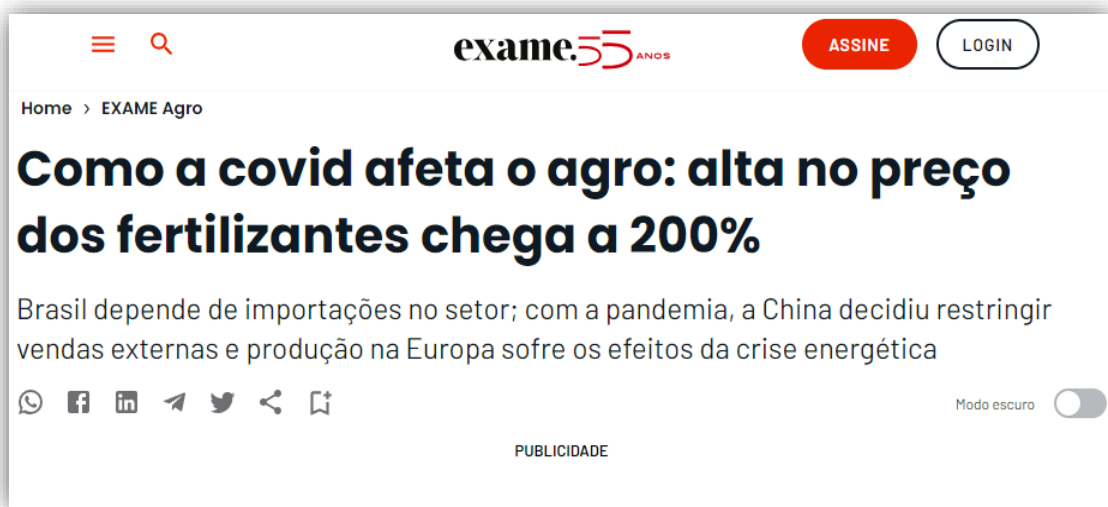 exame.55 ANOS
ASSINE
LOGIN
Home > EXAME Agro
Como a covid afeta o agro: alta no preço
dos fertilizantes chega a 200%
Brasil depende de importações no setor; com a pandemia, a China decidiu restringir
vendas externas e produção na Europa sofre os efeitos da crise energética
Modo escuro
PUBLICIDADE